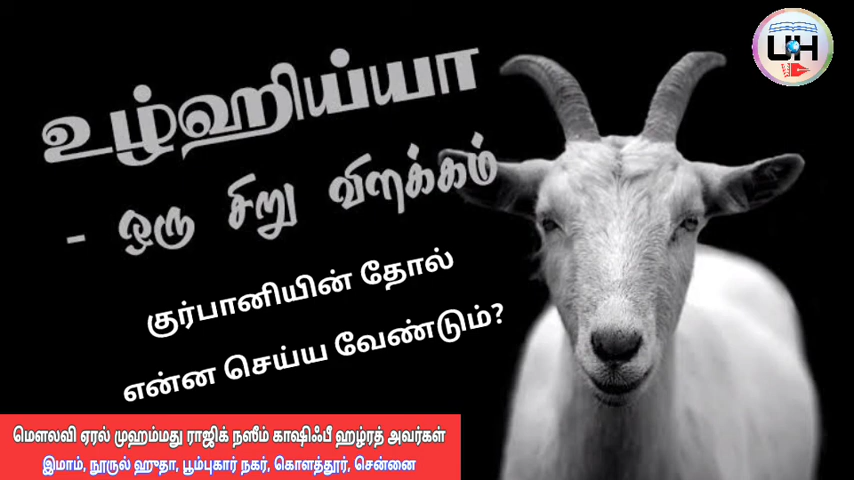 உழ்ஹிய்யா
- ஒரு சிறு விளக்கம்
குர்பானியின் தோல்
என்ன செய்ய வேண்டும்?
மௌலவி ஏரல் முஹம்மது ராஜிக் நஸீம் காஷிஃபீ ஹழ்ரத் அவர்கள்
இமாம், நூருல் ஹுதா, பூம்புகார் நகர், கொளத்தூர், சென்னை